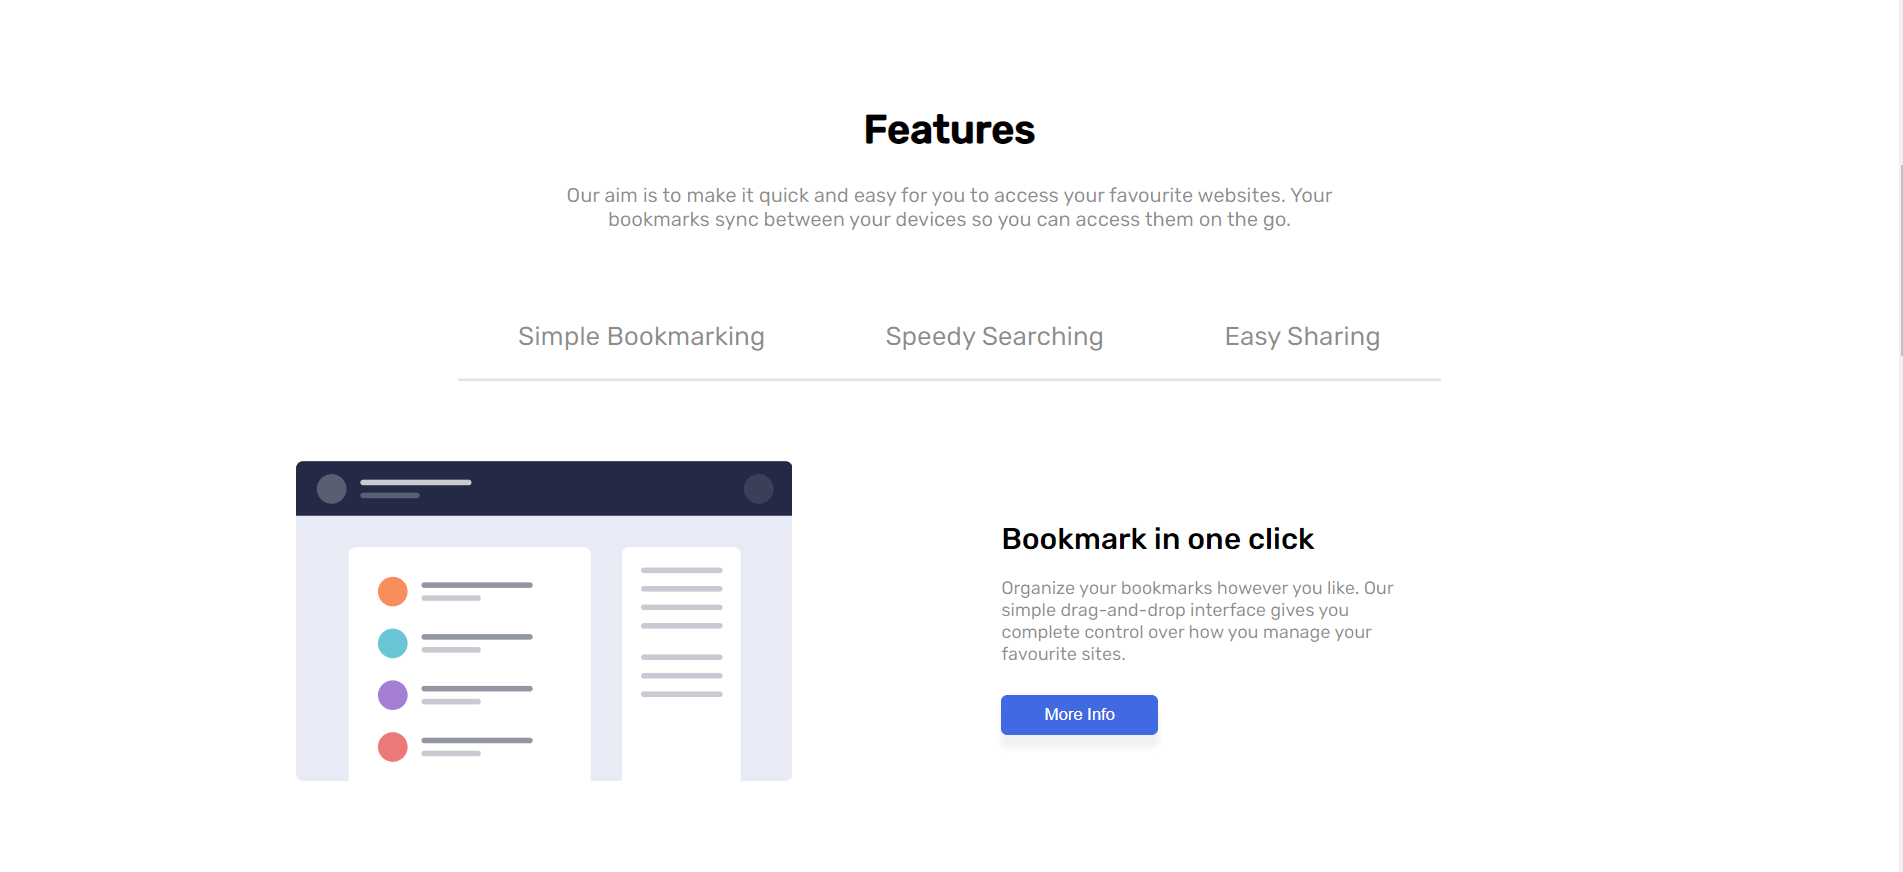 Features
Our aim is to make it quick and easy for you to access your favourite websites. Your
bookmarks sync between your devices so you can access them on the go.
Simple Bookmarking
Speedy Searching
Easy Sharing
Bookmark in one click
Organize your bookmarks however you like. Our
simple drag-and-drop interface gives you
complete control over how you manage your
favourite sites.
More Info